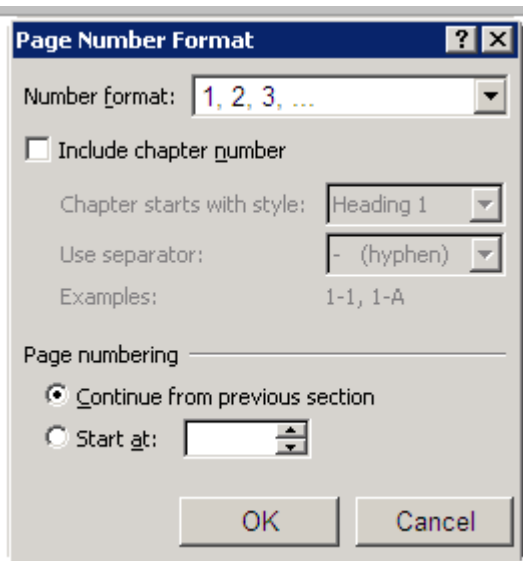 Page Number Format ? X
Number format: 1, 2, 3, ...
Include chapter number
Chapter starts with style: Heading 1
Use separator: - (hyphen)
Examples: 1-1, 1-A
Page numbering
Continue from previous section
Start at:
OK Cancel